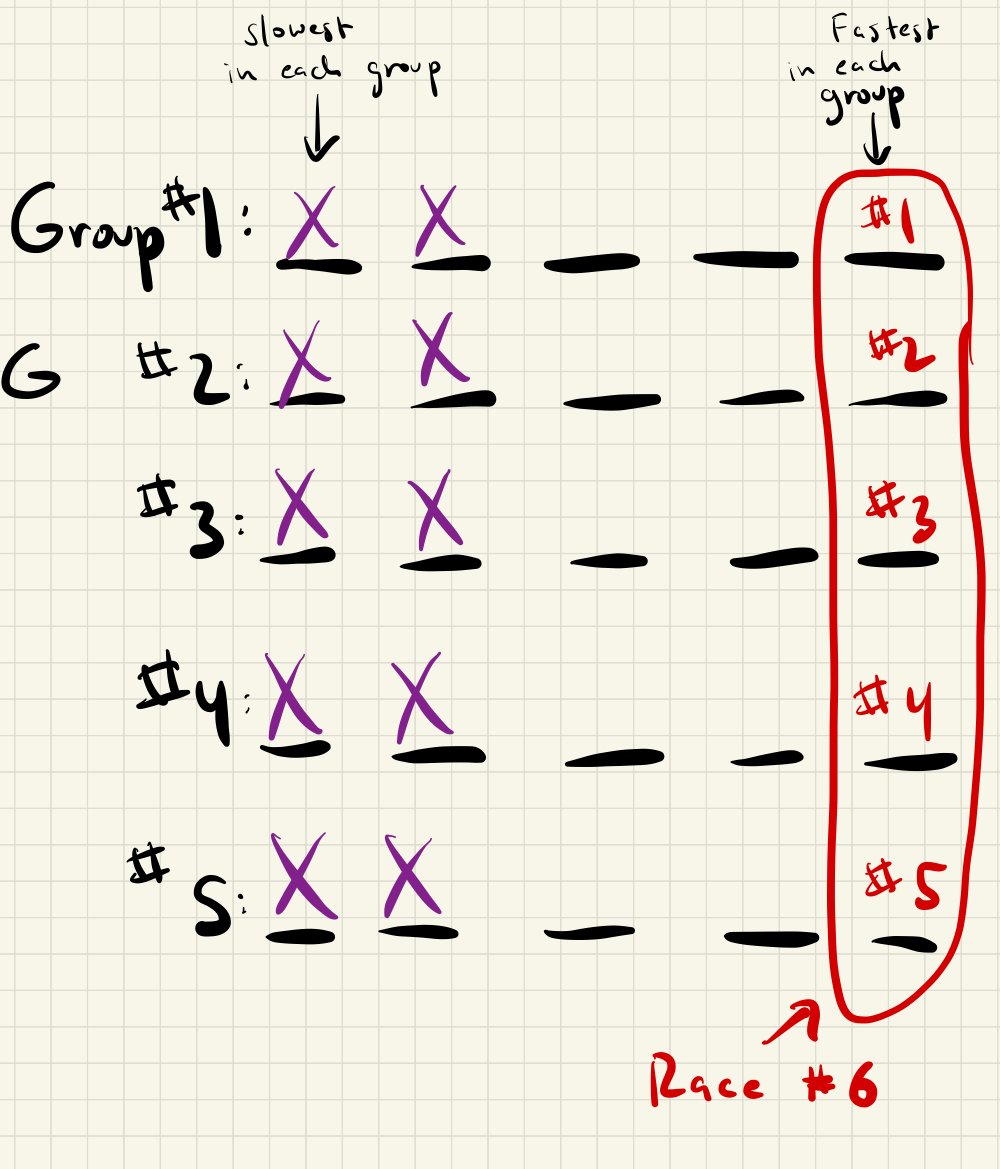 slowest
in each group
Fastest
in each
group
Group #1: X X #1
G #2: X X #2
#3: X X #3
#4: X X #4
#5: X X #5
Race #6